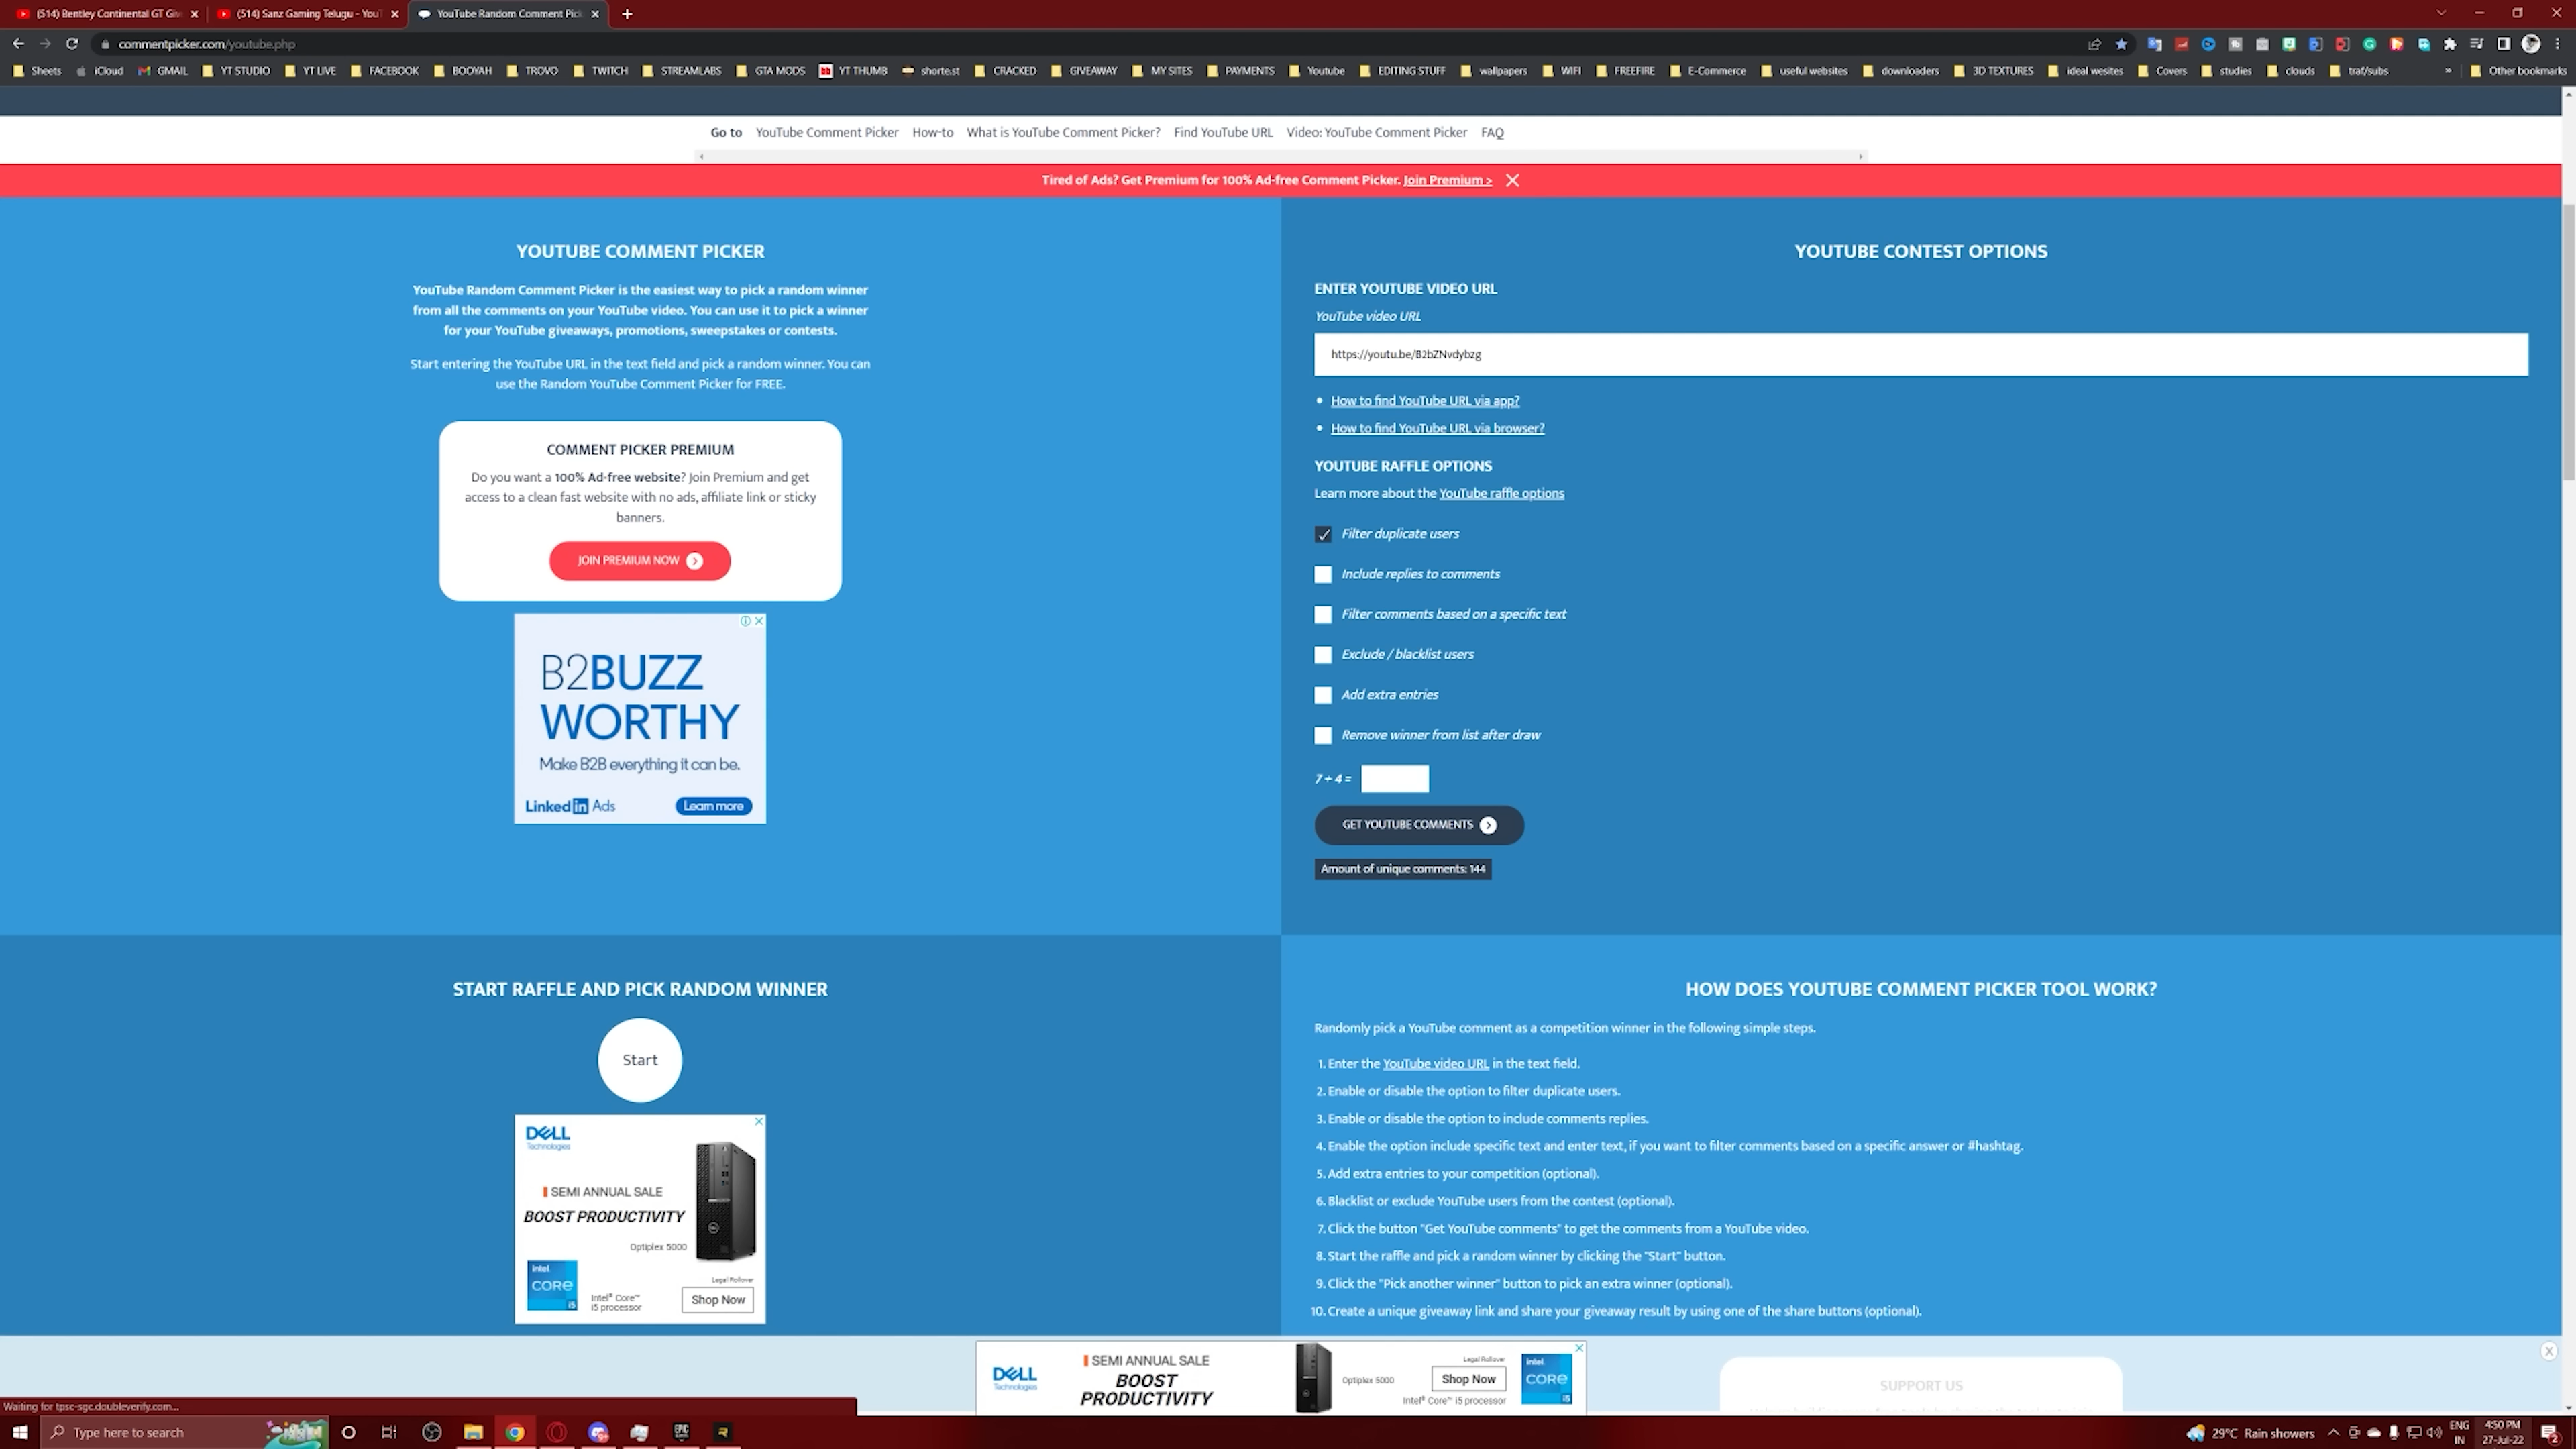 (514) Bentley Continental GT Giv
(514) Sanz Gaming Telugu - YouT
YouTube Random Comment Pick
commentpicker.com/youtube.php
Sheets
iCloud
GMAIL
YT STUDIO
YT LIVE
FACEBOOK
BOOYAH
TROVO
TWITCH
STREAMLABS
GTA MODS
YT THUMB
shorte.st
CRACKED
GIVEAWAY
MY SITES
PAYMENTS
Youtube
EDITING STUFF
wallpapers
WIFI
FREEFIRE
E-Commerce
useful websites
downloaders
3D TEXTURES
ideal wesites
Covers
studies
clouds
traf/subs
»
Other bookmarks
Go to YouTube Comment Picker How-to What is YouTube Comment Picker? Find YouTube URL Video: YouTube Comment Picker FAQ
Tired of Ads? Get Premium for 100% Ad-free Comment Picker. Join Premium >
YOUTUBE COMMENT PICKER
YouTube Random Comment Picker is the easiest way to pick a random winner
from all the comments on your YouTube video. You can use it to pick a winner
for your YouTube giveaways, promotions, sweepstakes or contests.
Start entering the YouTube URL in the text field and pick a random winner. You can
use the Random YouTube Comment Picker for FREE.
COMMENT PICKER PREMIUM
Do you want a 100% Ad-free website? Join Premium and get
access to a clean fast website with no ads, affiliate link or sticky
banners.
JOIN PREMIUM NOW
B2BUZZ
WORTHY
Make B2B everything it can be.
Linked in Ads
Learn more
YOUTUBE CONTEST OPTIONS
ENTER YOUTUBE VIDEO URL
YouTube video URL
https://youtu.be/B2bZNvdybzg
• How to find YouTube URL via app?
• How to find YouTube URL via browser?
YOUTUBE RAFFLE OPTIONS
Learn more about the YouTube raffle options
Filter duplicate users
Include replies to comments
Filter comments based on a specific text
Exclude / blacklist users
Add extra entries
Remove winner from list after draw
7 + 4 =
GET YOUTUBE COMMENTS
Amount of unique comments: 144
START RAFFLE AND PICK RANDOM WINNER
Start
DELL
Technologies
SEMI ANNUAL SALE
BOOST PRODUCTIVITY
Optiplex 5000
intel
CORE
i5
Intel® Core™
i5 processor
Legal Rollover
Shop Now
HOW DOES YOUTUBE COMMENT PICKER TOOL WORK?
Randomly pick a YouTube comment as a competition winner in the following simple steps.
1. Enter the YouTube video URL in the text field.
2. Enable or disable the option to filter duplicate users.
3. Enable or disable the option to include comments replies.
4. Enable the option include specific text and enter text, if you want to filter comments based on a specific answer or #hashtag.
5. Add extra entries to your competition (optional).
6. Blacklist or exclude YouTube users from the contest (optional).
7. Click the button "Get YouTube comments" to get the comments from a YouTube video.
8. Start the raffle and pick a random winner by clicking the "Start" button.
9. Click the "Pick another winner" button to pick an extra winner (optional).
10. Create a unique giveaway link and share your giveaway result by using one of the share buttons (optional).
DELL
Technologies
SEMI ANNUAL SALE
BOOST
PRODUCTIVITY
Optiplex 5000
Legal Rollover
Shop Now
Intel® Core™ i5 processor
intel
CORE
i5
SUPPORT US
Waiting for tpsc-sgc.doubleverify.com...
Type here to search
EPIC
29°C Rain showers
ENG
IN
4:50 PM
27-Jul-22
2